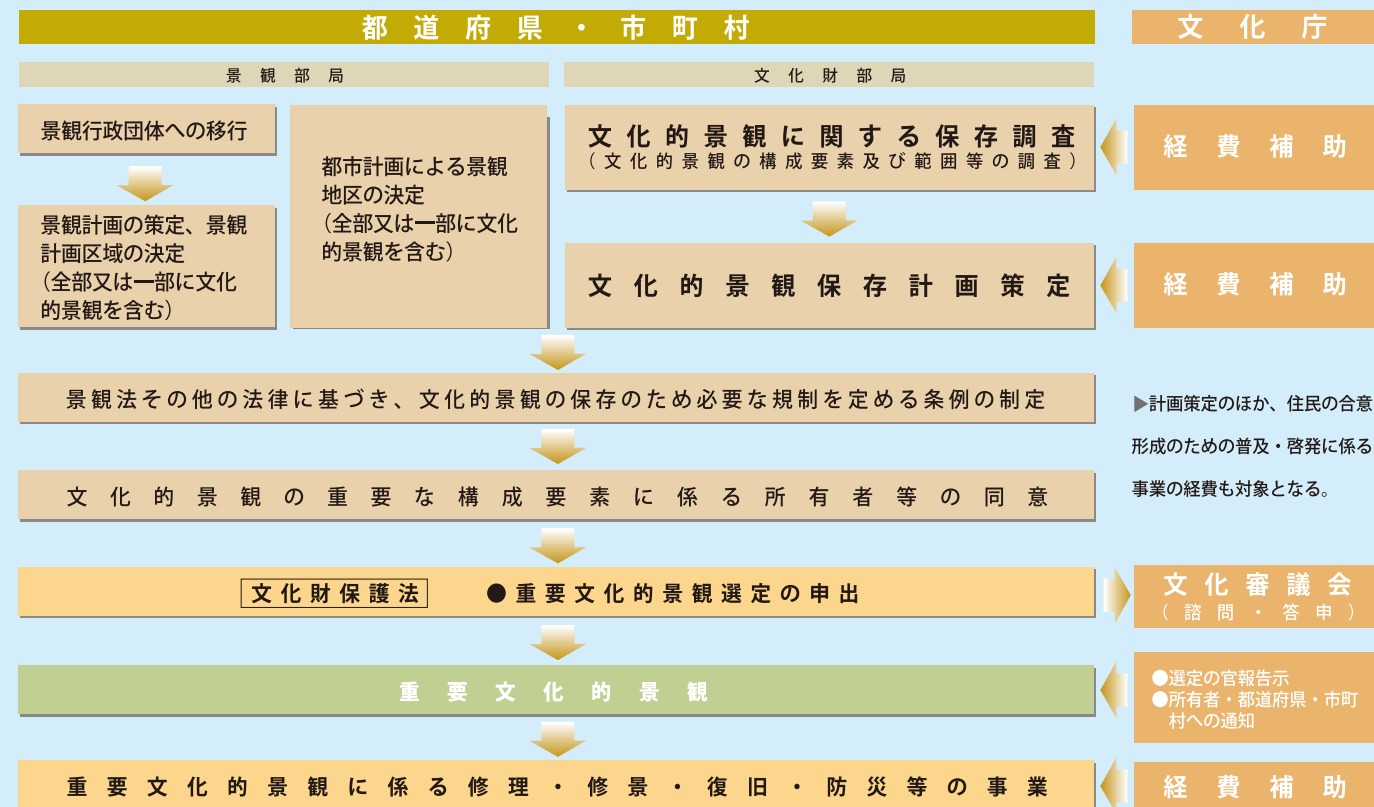 都道府県・市町村
文化庁
景観部局
文化財部局
景観行政団体への移行
景観計画の策定、景観
計画区域の決定
(全部又は一部に文化
的景観を含む)
都市計画による景観
地区の決定
(全部又は一部に文化
的景観を含む)
文化的景観に関する保存調査
(文化的景観の構成要素及び範囲等の調査)
経費補助
文化的景観保存計画策定
経費補助
景観法その他の法律に基づき、文化的景観の保存のため必要な規制を定める条例の制定
▶計画策定のほか、住民の合意
形成のための普及・啓発に係る
事業の経費も対象となる。
文化的景観の重要な構成要素に係る所有者等の同意
文化財保護法 ●重要文化的景観選定の申出
文化審議会
(諮問・答申)
重要文化的景観
●選定の官報告示
●所有者・都道府県・市町
村への通知
重要文化的景観に係る修理・修景・復旧・防災等の事業
経費補助